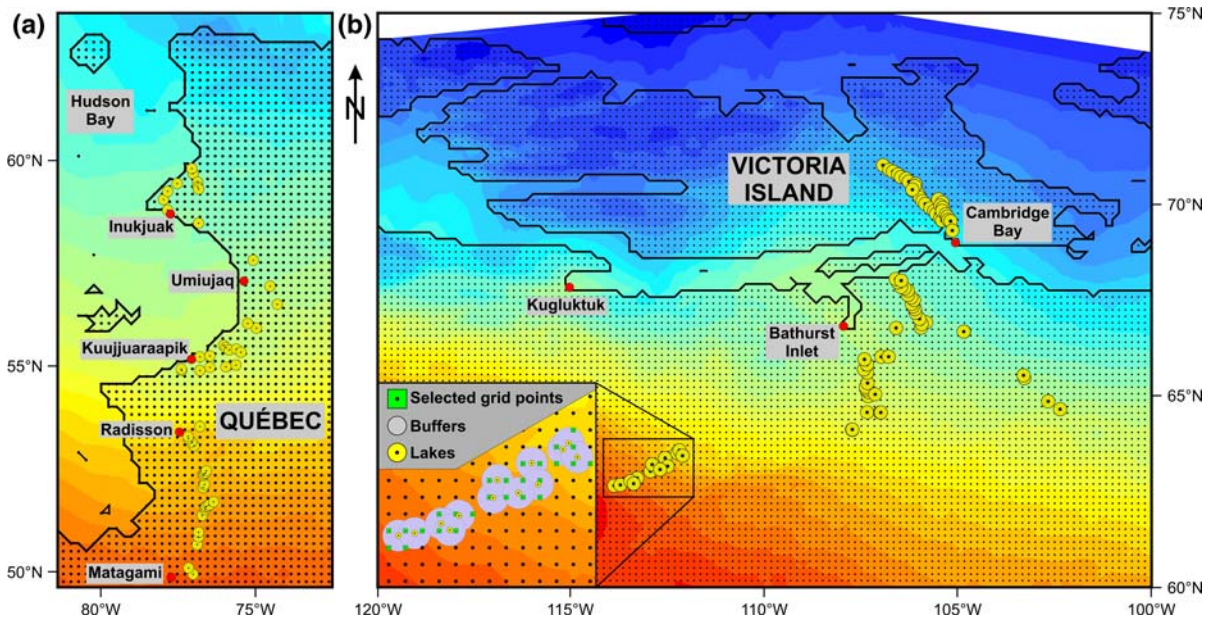 (a)
Hudson
Bay
60°N
Inukjuak
Umiujaq
Kuujjuaraapik
55°N
QUÉBEC
Radisson
Matagami
50°N
80°W
75°W
(b)
N
75°N
VICTORIA
ISLAND
70°N
Cambridge
Bay
Kugluktuk
Bathurst
Inlet
65°N
Selected grid points
Buffers
Lakes
60°N
120°W
115°W
110°W
105°W
100°W